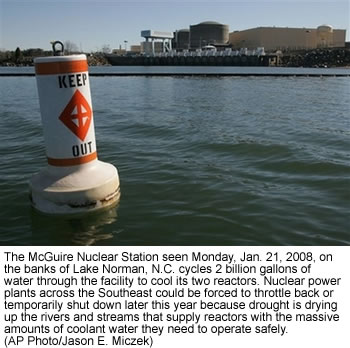 KEEP
OUT
The McGuire Nuclear Station seen Monday, Jan. 21, 2008, on
the banks of Lake Norman, N.C. cycles 2 billion gallons of
water through the facility to cool its two reactors. Nuclear power
plants across the Southeast could be forced to throttle back or
temporarily shut down later this year because drought is drying
up the rivers and streams that supply reactors with the massive
amounts of coolant water they need to operate safely.
(AP Photo/Jason E. Miczek)